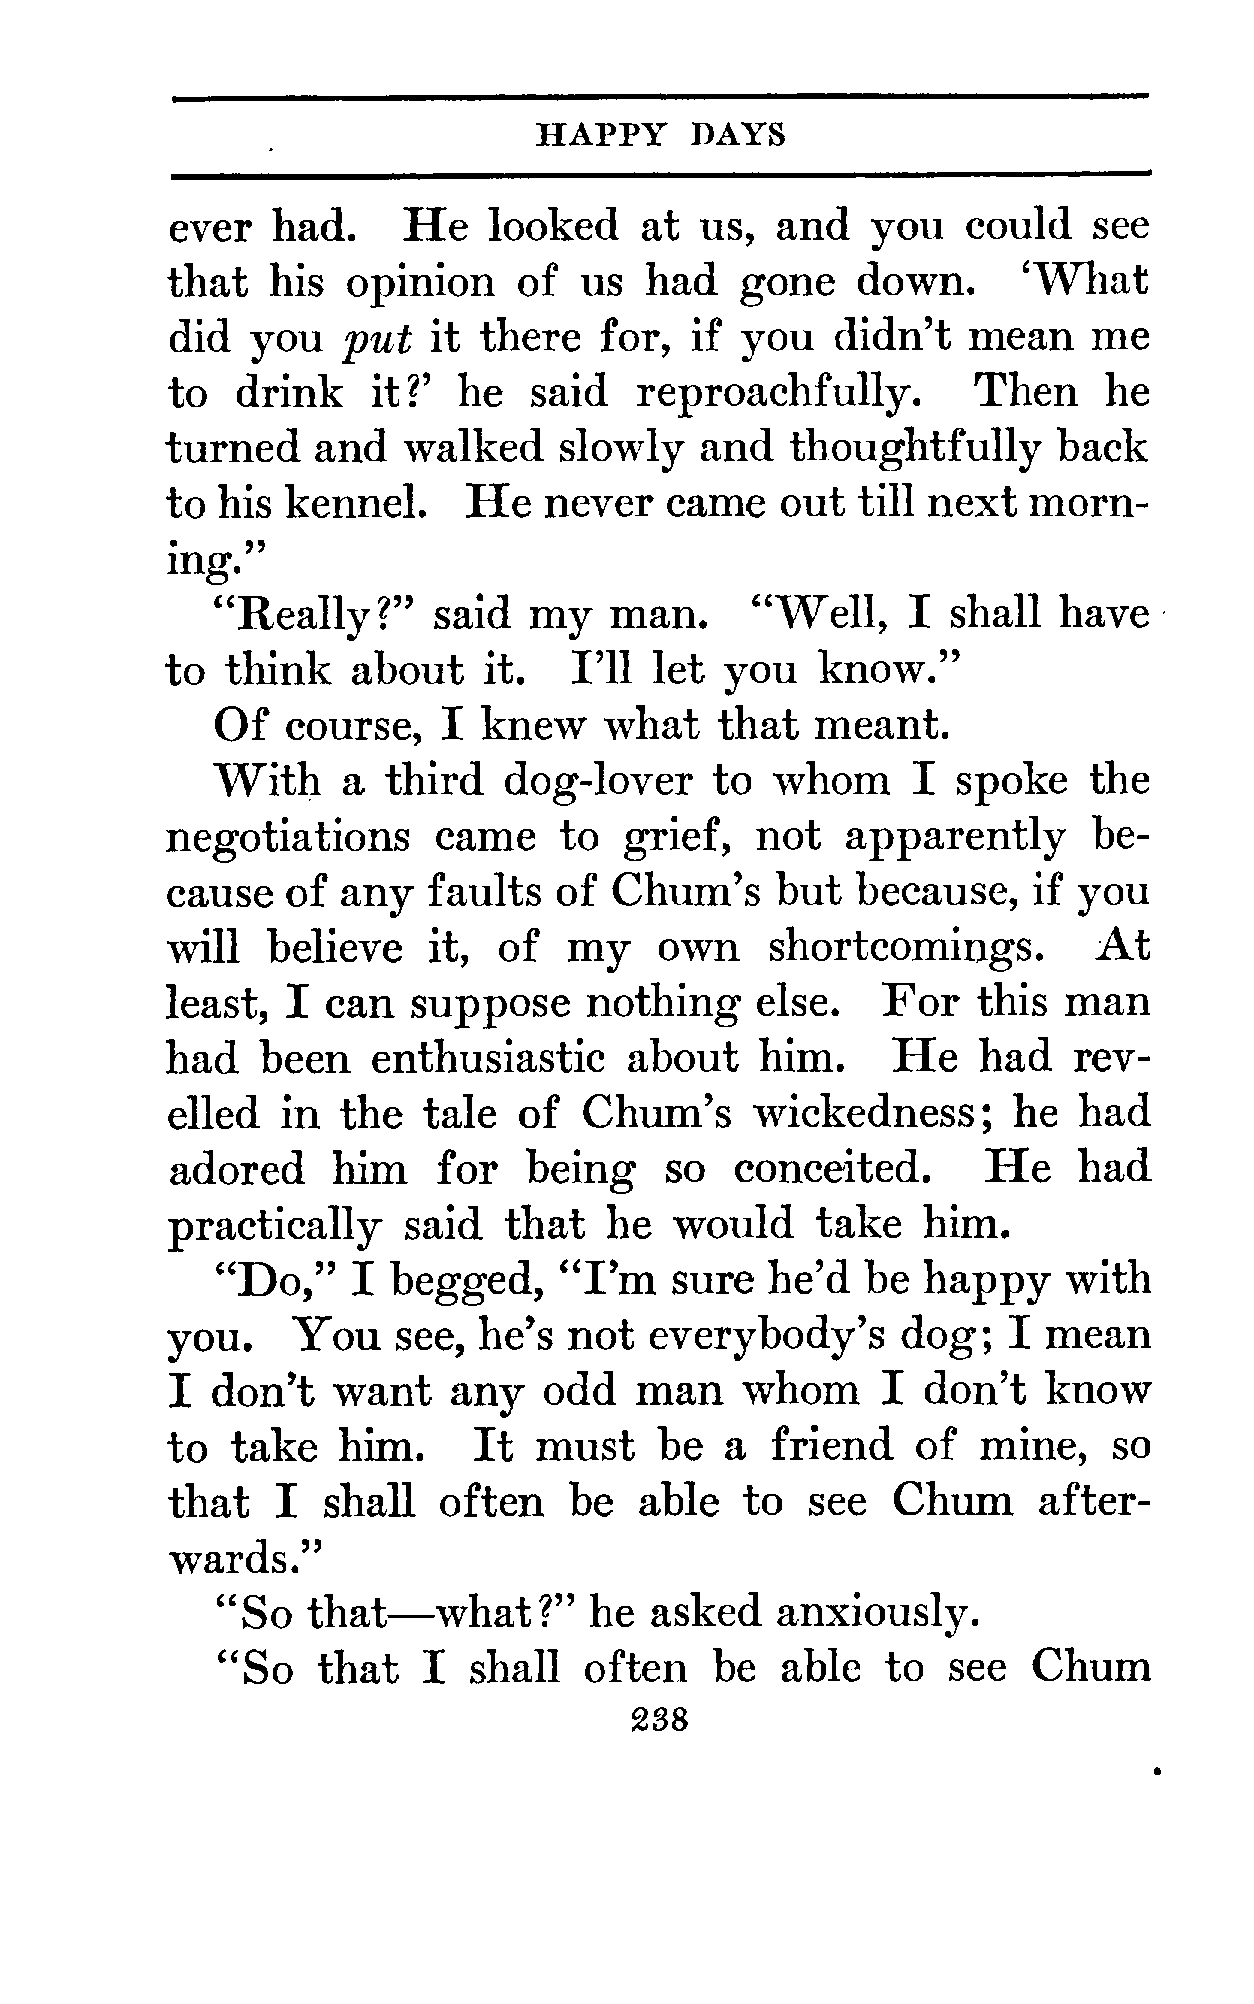 HAPPY DAYS
ever had. He looked at us, and you could see
that his opinion of us had gone down. ‘What
did you put it there for, if you didn’t mean me
to drink it?’ he said reproachfully. Then he
turned and walked slowly and thoughtfully back
to his kennel. He never came out till next morn-
ing.”
“Really?” said my man. “Well, I shall have
to think about it. I’ll let you know.”
Of course, I knew what that meant.
With a third dog-lover to whom I spoke the
negotiations came to grief, not apparently be-
cause of any faults of Chum’s but because, if you
will believe it, of my own shortcomings. At
least, I can suppose nothing else. For this man
had been enthusiastic about him. He had rev-
elled in the tale of Chum’s wickedness; he had
adored him for being so conceited. He had
practically said that he would take him.
“Do,” I begged, “I’m sure he’d be happy with
you. You see, he’s not everybody’s dog; I mean
I don’t want any odd man whom I don’t know
to take him. It must be a friend of mine, so
that I shall often be able to see Chum after-
wards.”
“So that—what?” he asked anxiously.
“So that I shall often be able to see Chum
238